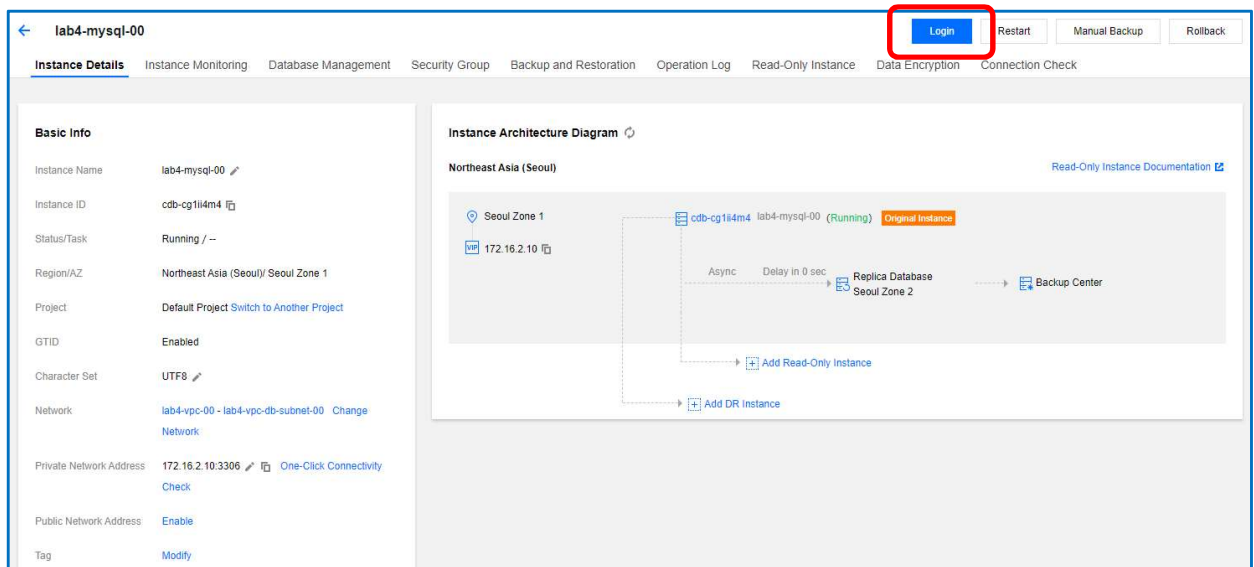 lab4-mysql-00
Login
Restart
Manual Backup
Rollback
Instance Details Instance Monitoring Database Management Security Group Backup and Restoration Operation Log Read-Only Instance Data Encryption Connection Check
Basic Info
Instance Name lab4-mysql-00
Instance ID cdb-cg1ii4m4
Status/Task Running / --
Region/AZ Northeast Asia (Seoul)/ Seoul Zone 1
Project Default Project Switch to Another Project
GTID Enabled
Character Set UTF8
Network lab4-vpc-00 - lab4-vpc-db-subnet-00 Change
Network
Private Network Address 172.16.2.10:3306 One-Click Connectivity
Check
Public Network Address Enable
Tag Modify
Instance Architecture Diagram
Northeast Asia (Seoul)
Read-Only Instance Documentation
Seoul Zone 1
VIP 172.16.2.10
cdb-cg1ii4m4 lab4-mysql-00 (Running) Original Instance
Async Delay in 0 sec
Replica Database
Seoul Zone 2
Backup Center
Add Read-Only Instance
Add DR Instance